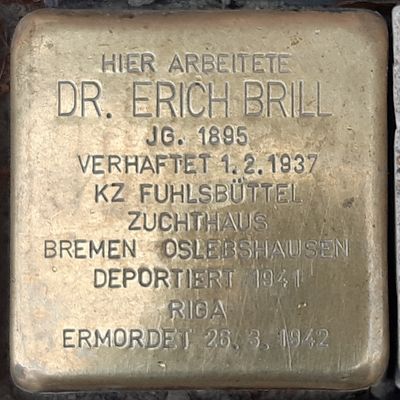 HIER ARBEITETE
DR. ERICH BRILL
JG. 1895
VERHAFTET 1.2.1937
KZ FUHLSBÜTTEL
ZUCHTHAUS
BREMEN OSLEBSHAUSEN
DEPORTIERT 1941
RIGA
ERMORDET 26.3.1942